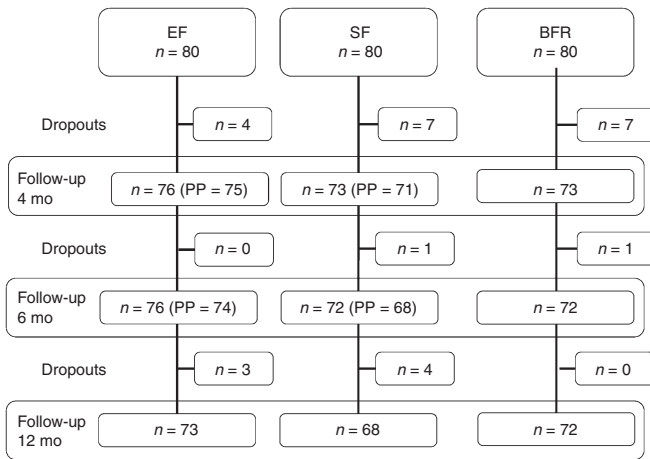 EF
n = 80
SF
n = 80
BFR
n = 80
Dropouts
n = 4
n = 7
n = 7
Follow-up
4 mo
n = 76 (PP = 75)
n = 73 (PP = 71)
n = 73
Dropouts
n = 0
n = 1
n = 1
Follow-up
6 mo
n = 76 (PP = 74)
n = 72 (PP = 68)
n = 72
Dropouts
n = 3
n = 4
n = 0
Follow-up
12 mo
n = 73
n = 68
n = 72